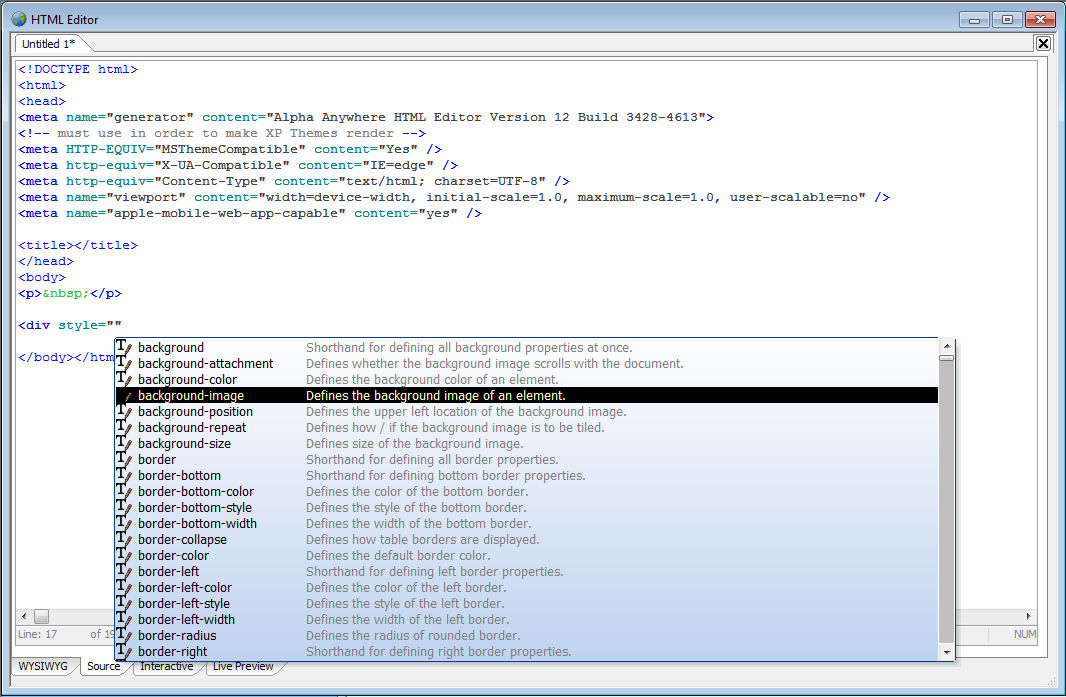 HTML Editor
Untitled 1*
<!DOCTYPE html>
<html>
<head>
<meta name="generator" content="Alpha Anywhere HTML Editor Version 12 Build 3428-4613">
<!-- must use in order to make XP Themes render -->
<meta HTTP-EQUIV="MSThemeCompatible" content="Yes" />
<meta http-equiv="X-UA-Compatible" content="IE=edge" />
<meta http-equiv="Content-Type" content="text/html; charset=UTF-8" />
<meta name="viewport" content="width=device-width, initial-scale=1.0, maximum-scale=1.0, user-scalable=no" />
<meta name="apple-mobile-web-app-capable" content="yes" />
<title></title>
</head>
<body>
<p>&nbsp;</p>
<div style=""
</body></htm
background Shorthand for defining all background properties at once.
background-attachment Defines whether the background image scrolls with the document.
background-color Defines the background color of an element.
background-image Defines the background image of an element.
background-position Defines the upper left location of the background image.
background-repeat Defines how / if the background image is to be tiled.
background-size Defines size of the background image.
border Shorthand for defining all border properties.
border-bottom Shorthand for defining bottom border properties.
border-bottom-color Defines the color of the bottom border.
border-bottom-style Defines the style of the bottom border.
border-bottom-width Defines the width of the bottom border.
border-collapse Defines how table borders are displayed.
border-color Defines the default border color.
border-left Shorthand for defining left border properties.
border-left-color Defines the color of the left border.
border-left-style Defines the style of the left border.
border-left-width Defines the width of the left border.
border-radius Defines the radius of rounded border.
border-right Shorthand for defining right border properties.
Line: 17 of 19 NUM
WYSIWYG Source Interactive Live Preview